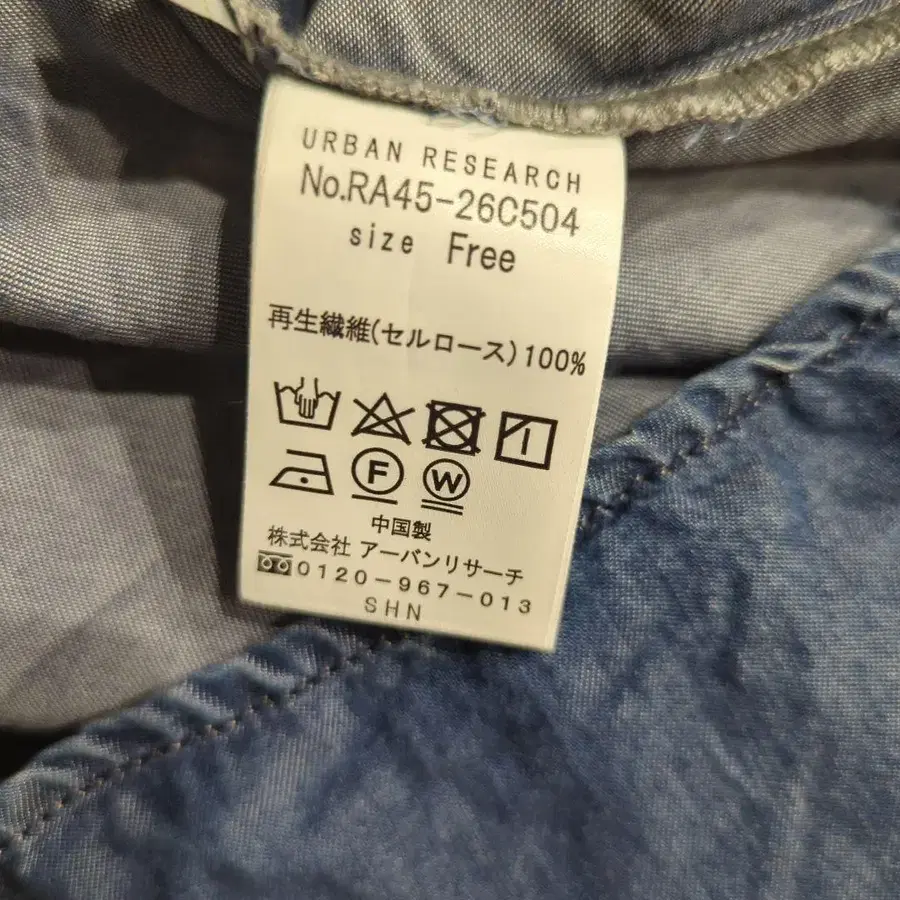 URBAN RESEARCH
No.RA45-26C504
size Free
再生繊維(セルロース)100%
F W
中国製
株式会社 アーバンリサーチ
0120-967-013
SHN